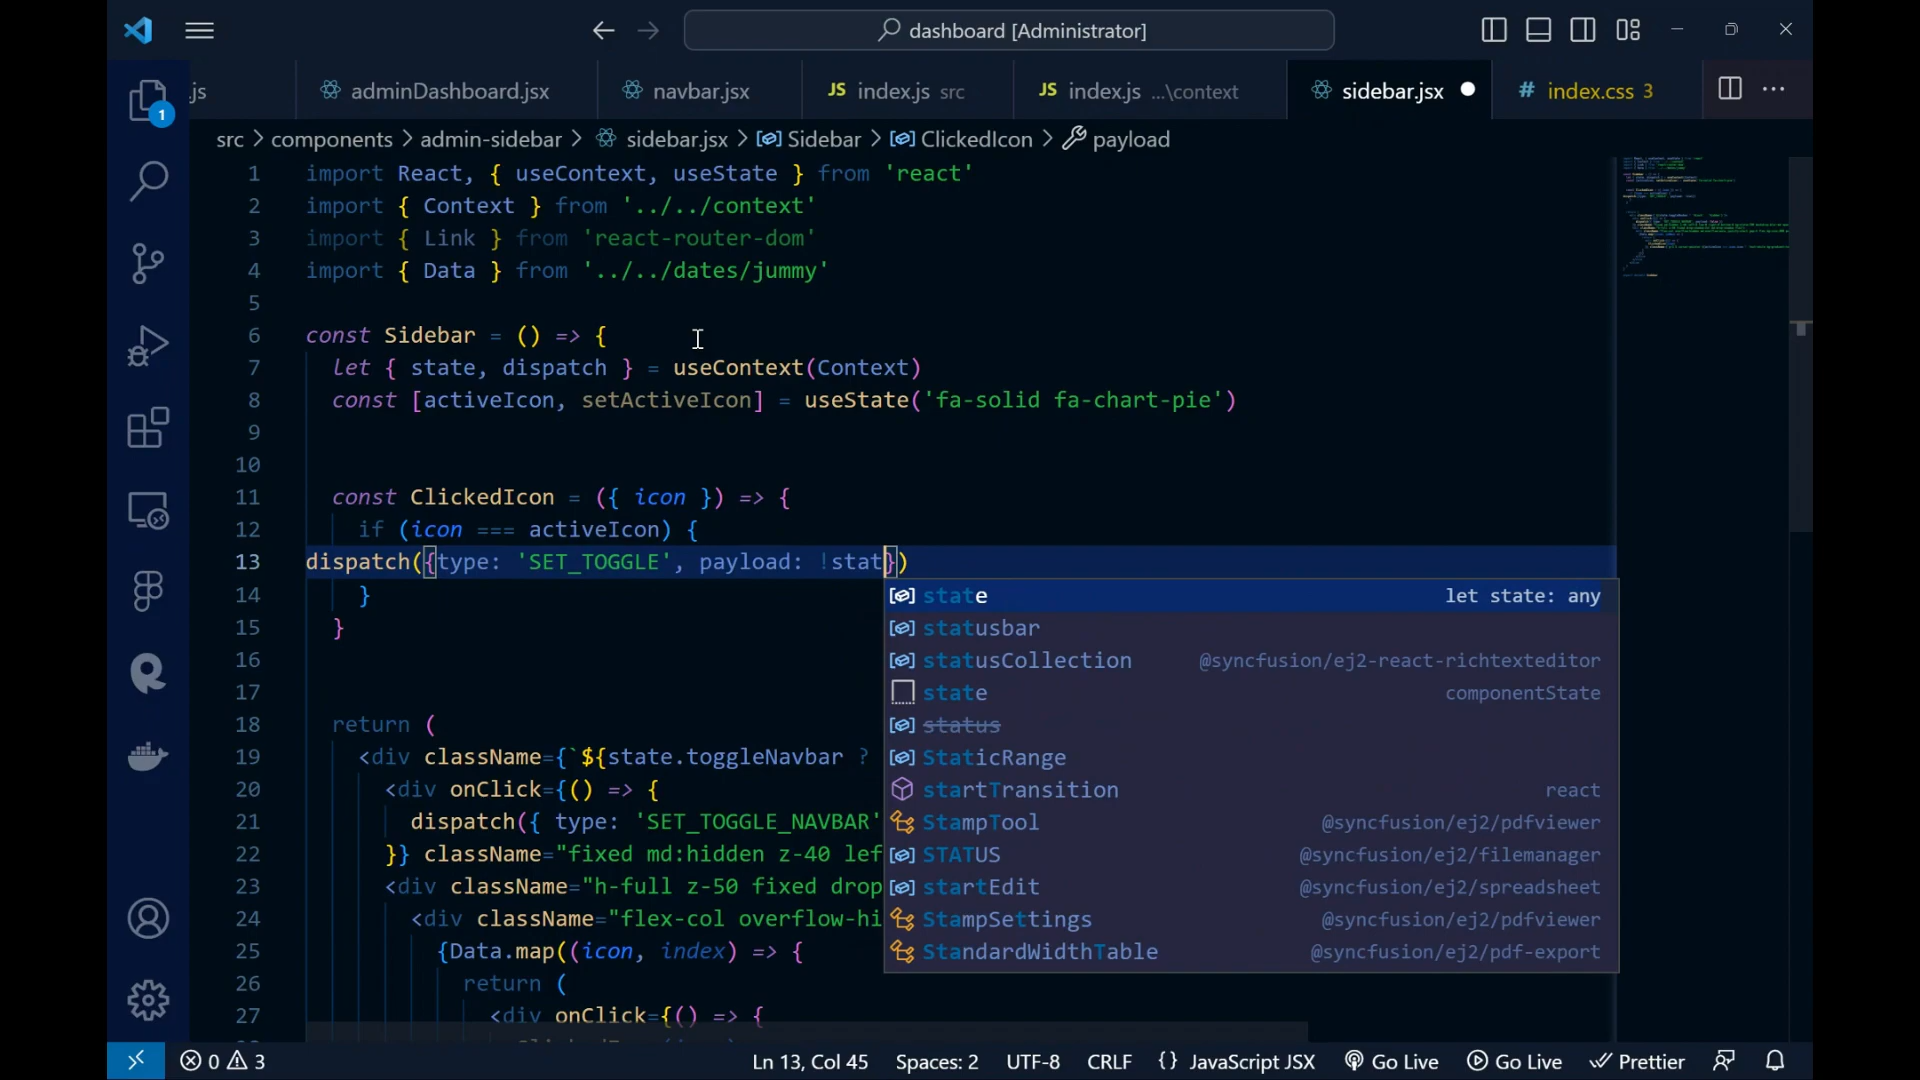 dashboard [Administrator]
.js
adminDashboard.jsx
navbar.jsx
JS index.js src
JS index.js ...\context
sidebar.jsx
# index.css 3
1
src > components > admin-sidebar > sidebar.jsx > Sidebar > ClickedIcon > payload
1 import React, { useContext, useState } from 'react'
2 import { Context } from '../../context'
3 import { Link } from 'react-router-dom'
4 import { Data } from '../../dates/jummy'
5
6 const Sidebar = () => {
7 let { state, dispatch } = useContext(Context)
8 const [activeIcon, setActiveIcon] = useState('fa-solid fa-chart-pie')
9
10
11 const ClickedIcon = ({ icon }) => {
12 if (icon === activeIcon) {
13 dispatch({type: 'SET_TOGGLE', payload: !stat})
14 }
15 }
16
17
18 return (
19 <div className={`${state.toggleNavbar ?
20 <div onClick={() => {
21 dispatch({ type: 'SET_TOGGLE_NAVBAR'
22 }} className="fixed md:hidden z-40 lef
23 <div className="h-full z-50 fixed drop
24 <div className="flex-col overflow-hi
25 {Data.map((icon, index) => {
26 return (
27 <div onClick={() => {
state let state: any
statusbar
statusCollection @syncfusion/ej2-react-richtexteditor
state componentState
status
StaticRange
startTransition react
StampTool @syncfusion/ej2/pdfviewer
STATUS @syncfusion/ej2/filemanager
startEdit @syncfusion/ej2/spreadsheet
StampSettings @syncfusion/ej2/pdfviewer
StandardWidthTable @syncfusion/ej2/pdf-export
0 3
Ln 13, Col 45
Spaces: 2
UTF-8
CRLF
{} JavaScript JSX
Go Live
Go Live
Prettier